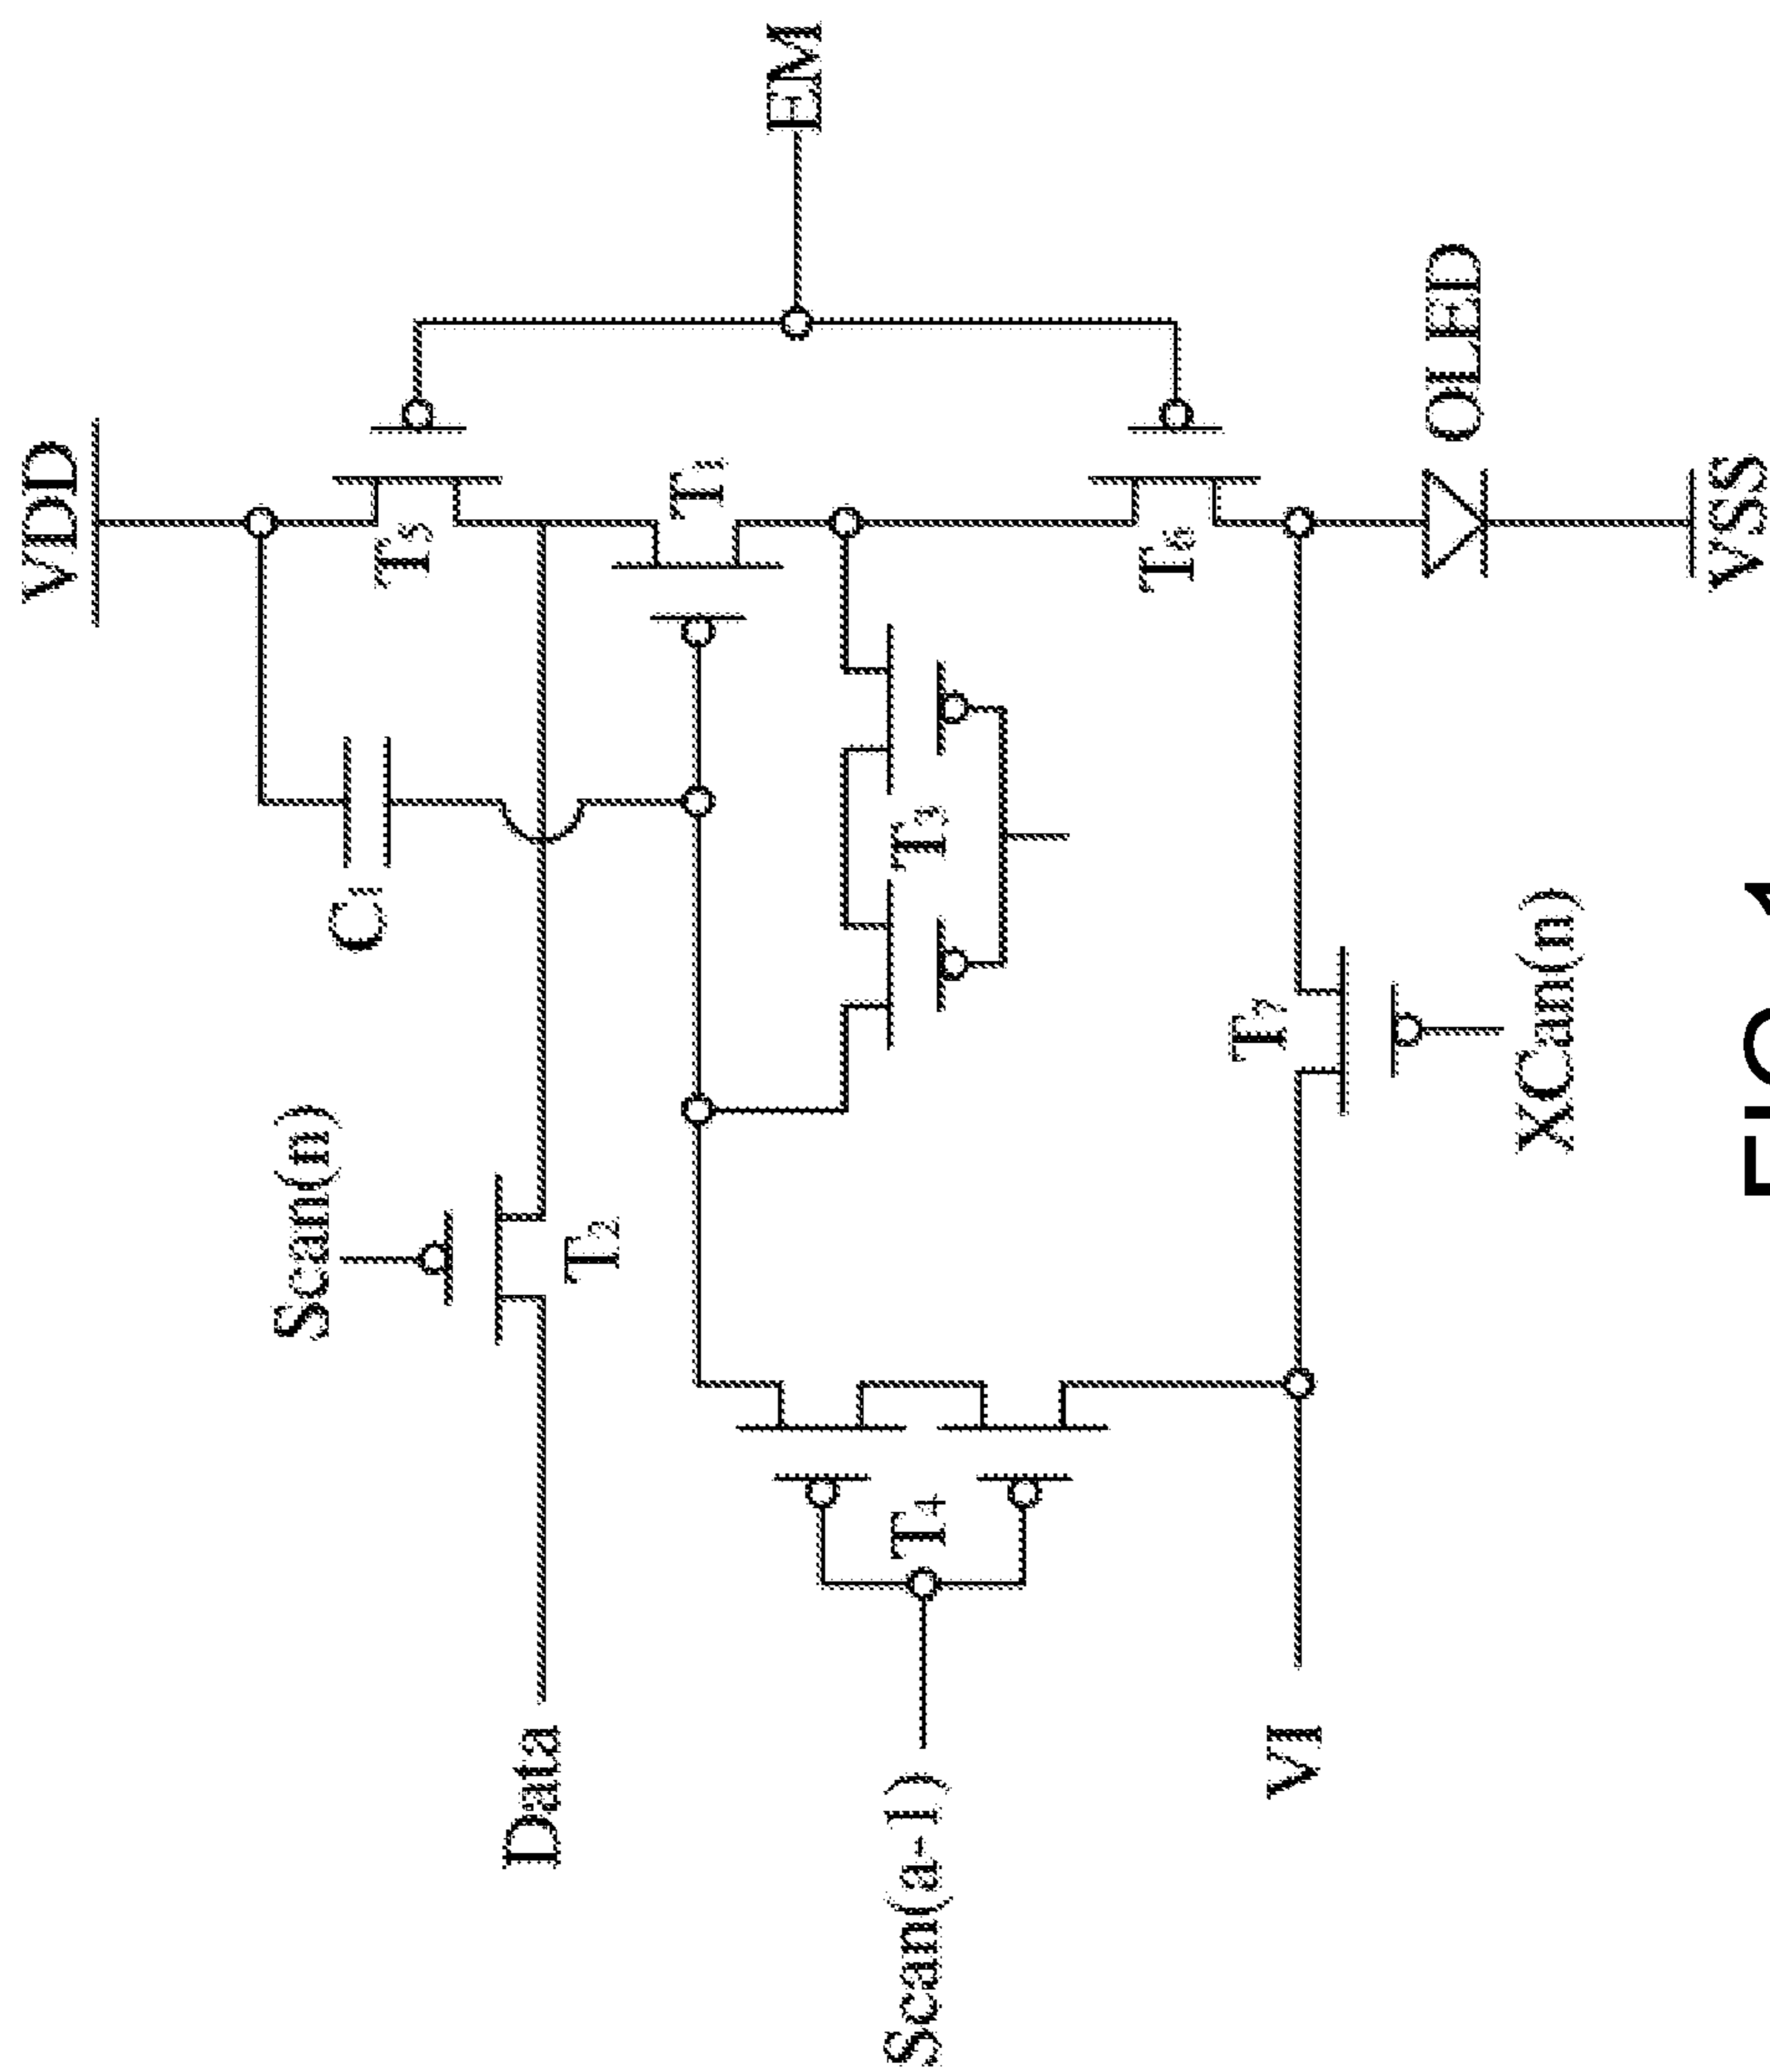 VDD
EM
T5
T1
C1
Scan(n)
T2
Data
T3
T6
OLED
T4
Scan(a-1)
T7
VI
XCan(n)
VSS